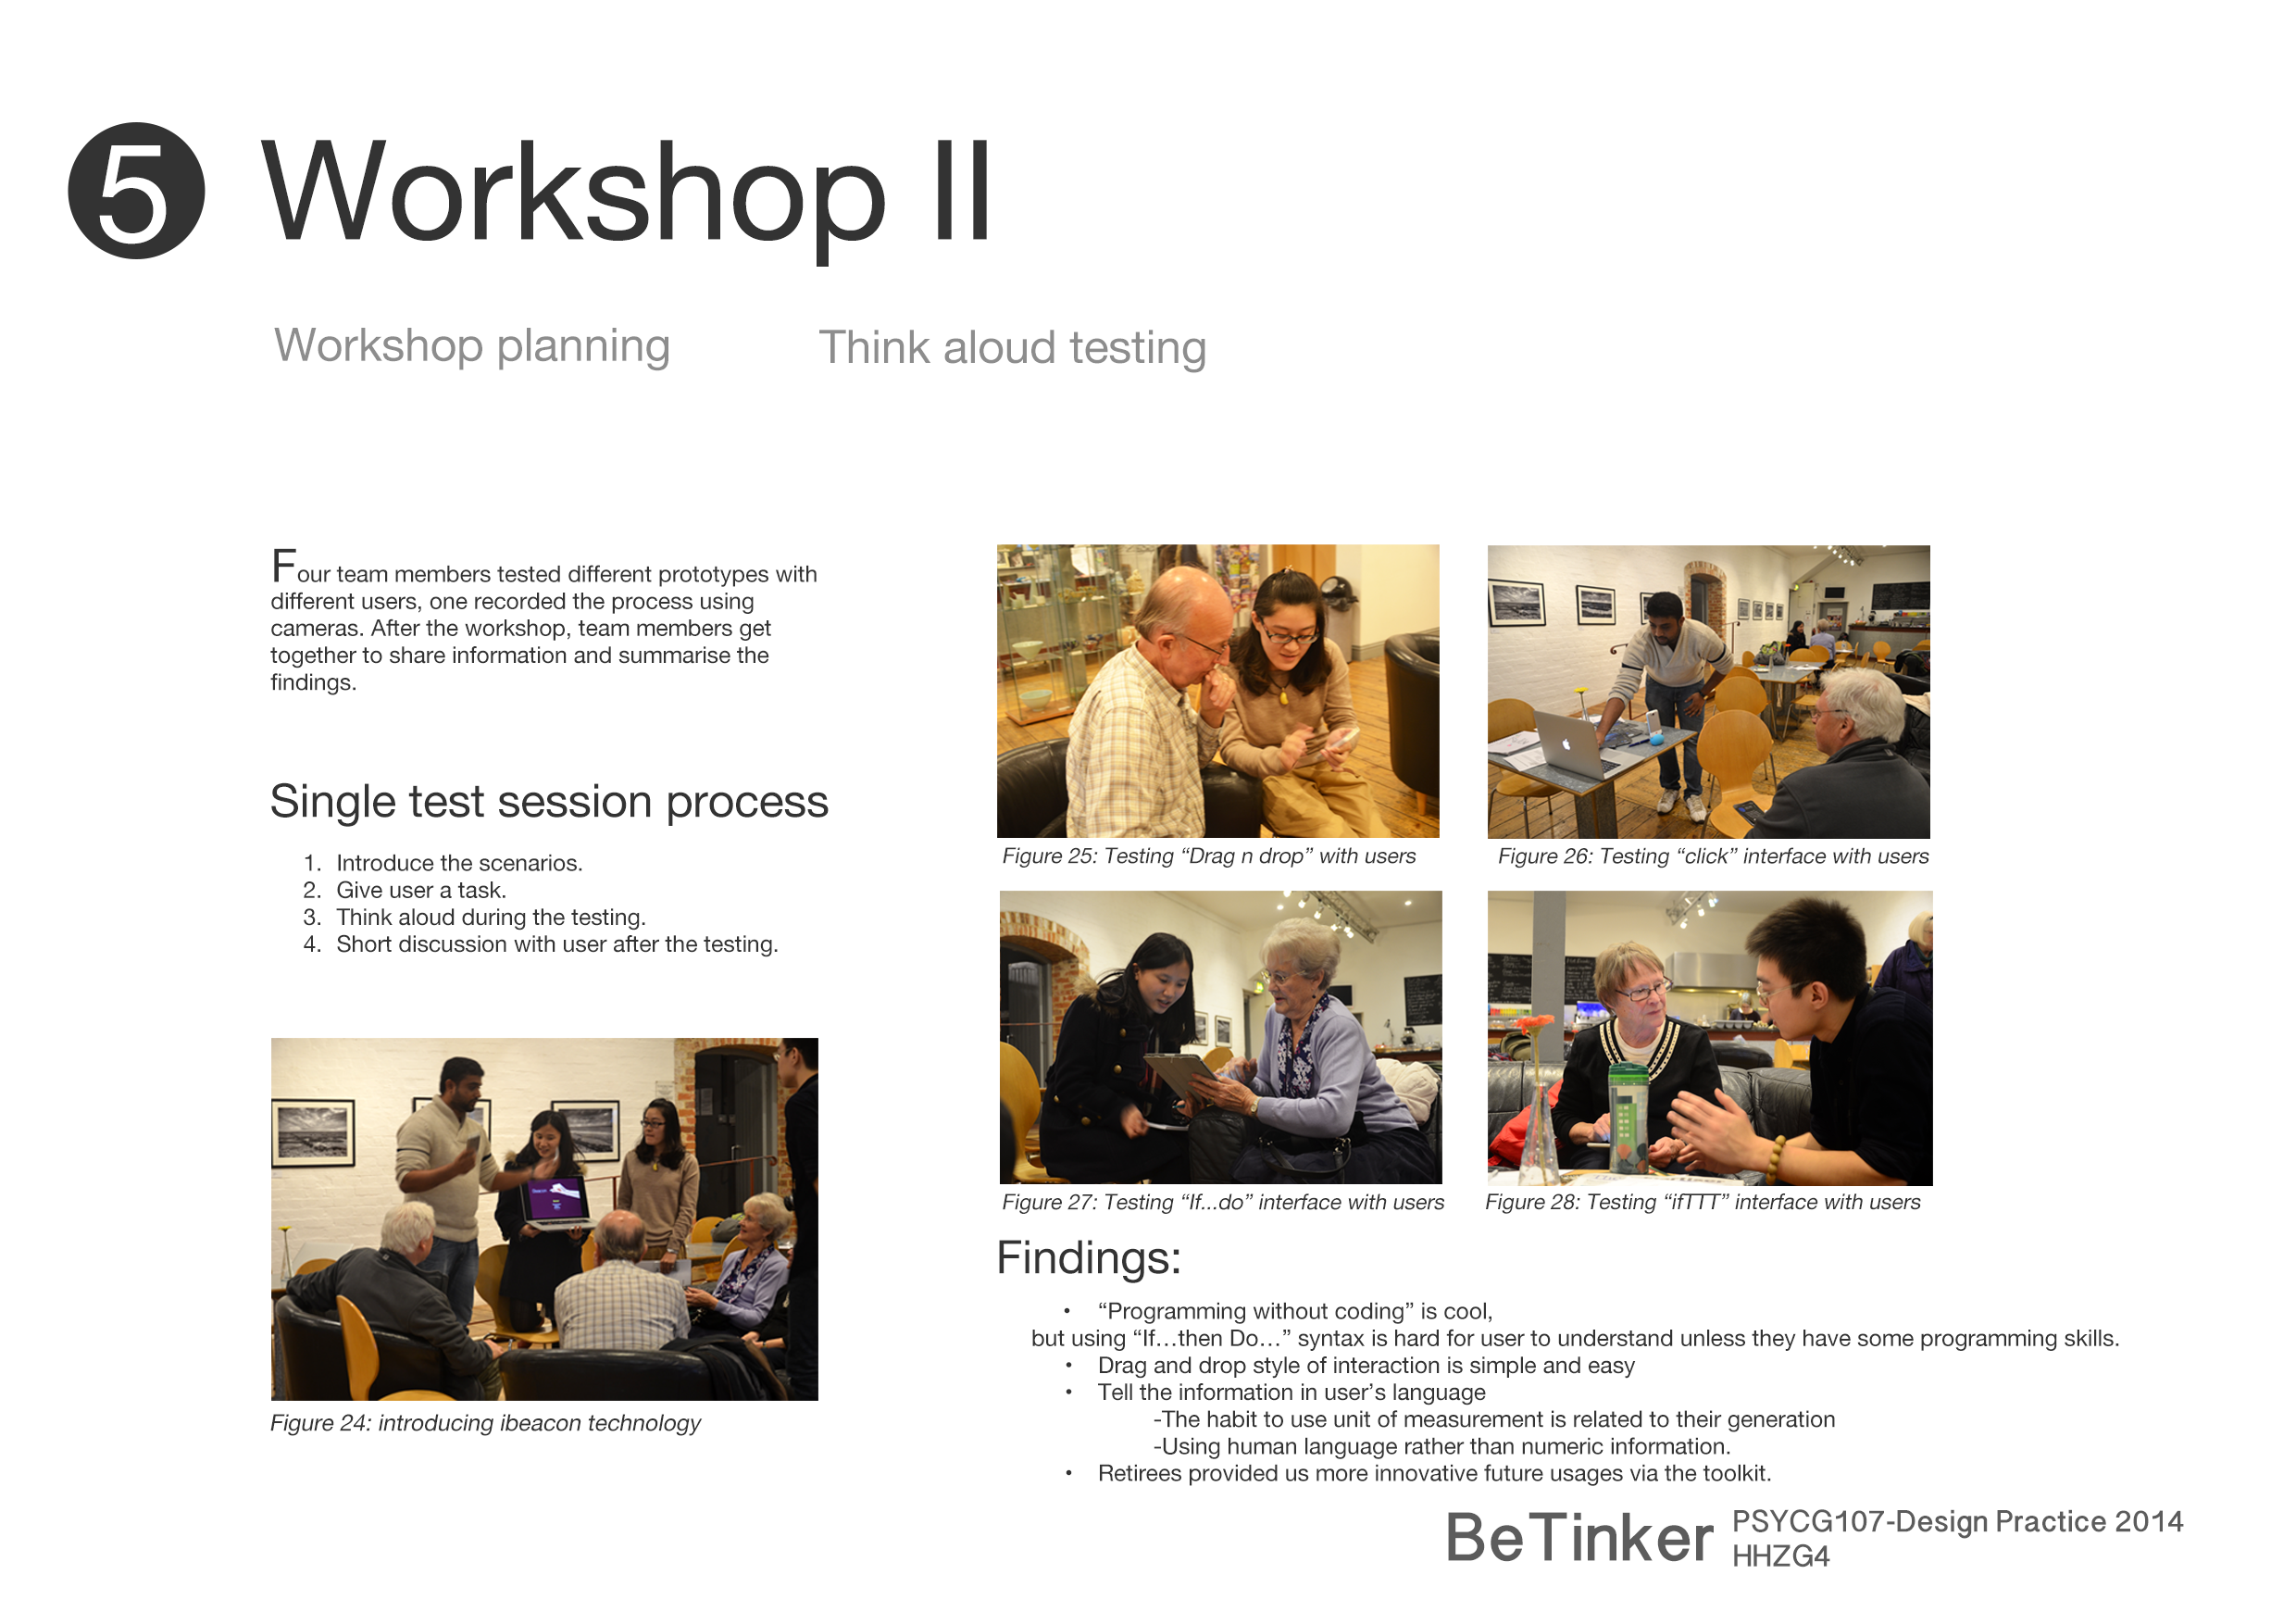 5 Workshop II
Workshop planning
Think aloud testing
Four team members tested different prototypes with
different users, one recorded the process using
cameras. After the workshop, team members get
together to share information and summarise the
findings.
Single test session process
1. Introduce the scenarios.
2. Give user a task.
3. Think aloud during the testing.
4. Short discussion with user after the testing.
Figure 24: introducing ibeacon technology
Figure 25: Testing “Drag n drop” with users
Figure 26: Testing “click” interface with users
Figure 27: Testing “If...do” interface with users
Figure 28: Testing “ifTTT” interface with users
Findings:
• “Programming without coding” is cool,
but using “If…then Do…” syntax is hard for user to understand unless they have some programming skills.
• Drag and drop style of interaction is simple and easy
• Tell the information in user’s language
-The habit to use unit of measurement is related to their generation
-Using human language rather than numeric information.
• Retirees provided us more innovative future usages via the toolkit.
BeTinker
PSYCG107-Design Practice 2014
HHZG4